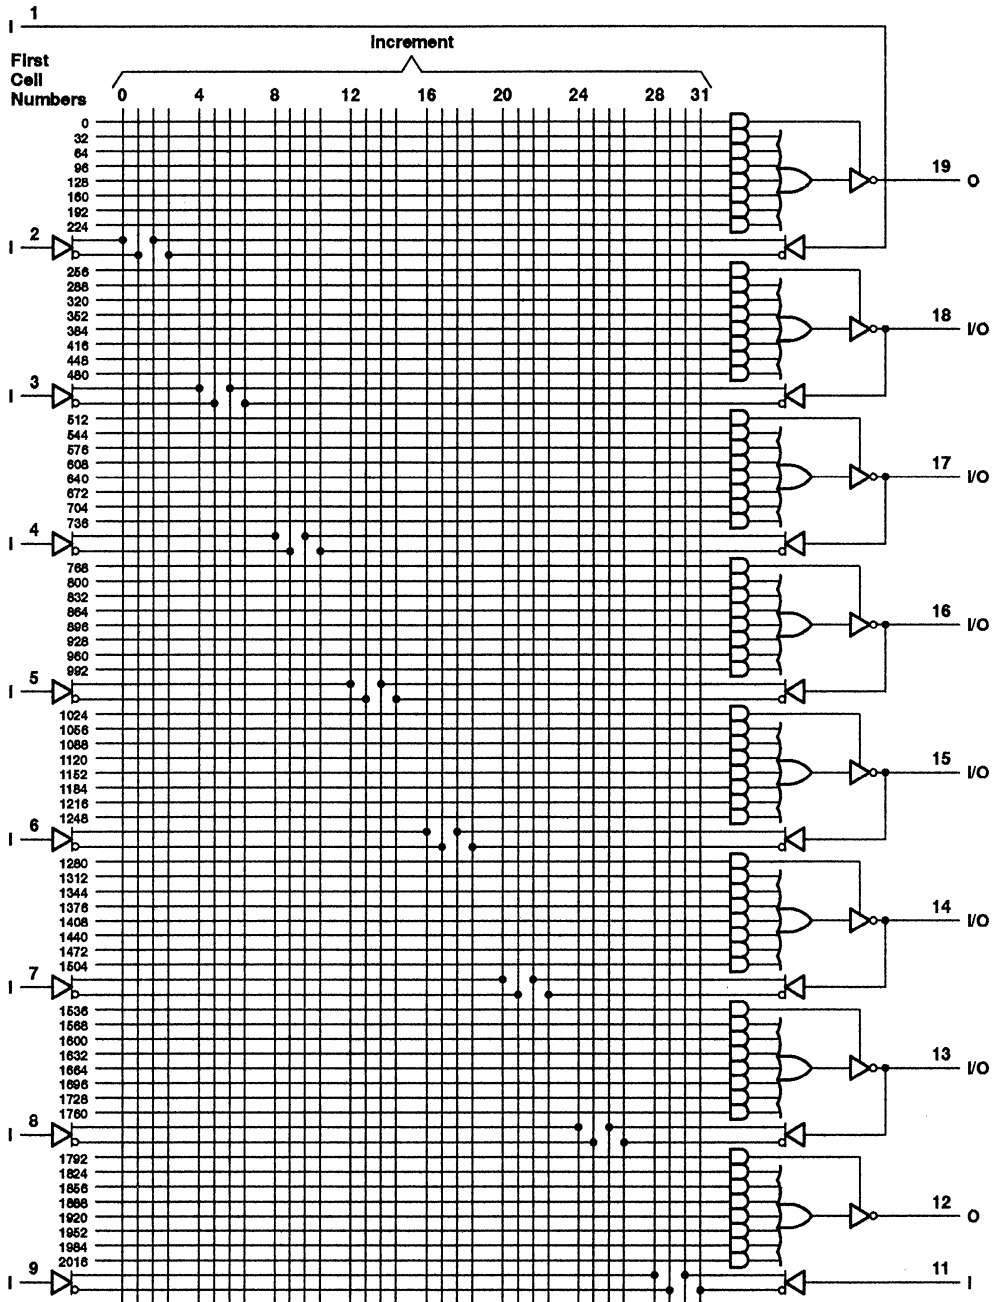 I 1
Increment
First
Cell
Numbers
0 4 8 12 16 20 24 28 31
0
32
64
96
128
160
192
224
19 O
I 2
256
288
320
352
384
416
448
480
18 I/O
I 3
512
544
576
608
640
672
704
736
17 I/O
I 4
768
800
832
864
896
928
960
992
16 I/O
I 5
1024
1056
1088
1120
1152
1184
1216
1248
15 I/O
I 6
1280
1312
1344
1376
1408
1440
1472
1504
14 I/O
I 7
1536
1568
1600
1632
1664
1696
1728
1760
13 I/O
I 8
1792
1824
1856
1888
1920
1952
1984
2016
12 O
I 9
11 I